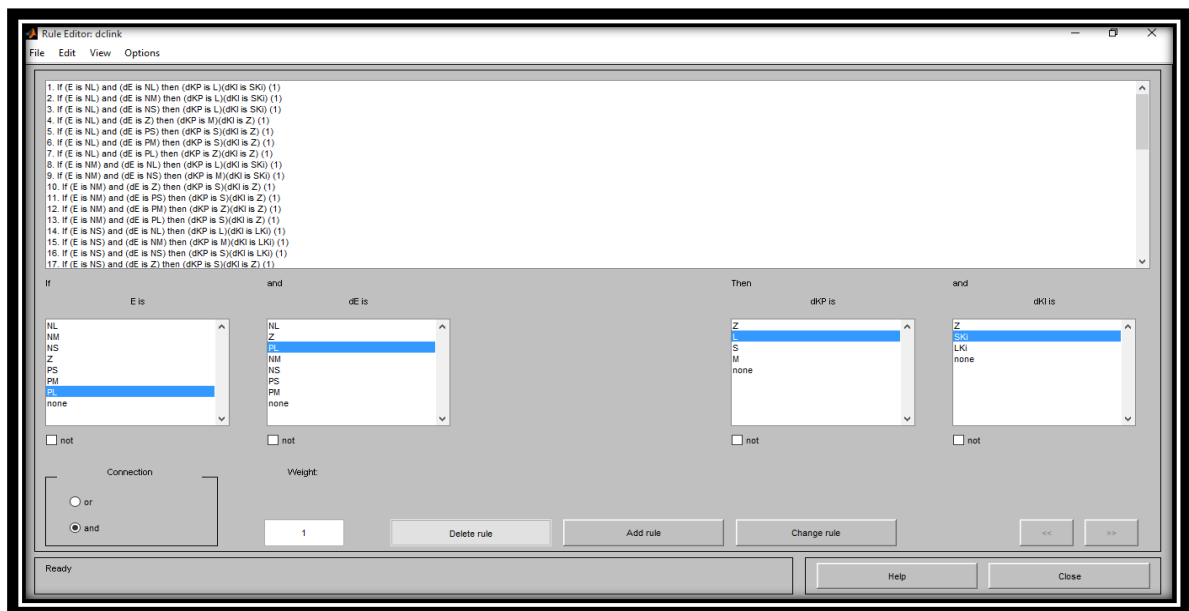 Rule Editor: dclink
File Edit View Options
1. If (E is NL) and (dE is NL) then (dKP is L)(dKI is SKi) (1)
2. If (E is NL) and (dE is NM) then (dKP is L)(dKI is SKi) (1)
3. If (E is NL) and (dE is NS) then (dKP is L)(dKI is SKi) (1)
4. If (E is NL) and (dE is Z) then (dKP is M)(dKI is Z) (1)
5. If (E is NL) and (dE is PS) then (dKP is S)(dKI is Z) (1)
6. If (E is NL) and (dE is PM) then (dKP is S)(dKI is Z) (1)
7. If (E is NL) and (dE is PL) then (dKP is Z)(dKI is Z) (1)
8. If (E is NM) and (dE is NL) then (dKP is L)(dKI is SKi) (1)
9. If (E is NM) and (dE is NS) then (dKP is M)(dKI is SKi) (1)
10. If (E is NM) and (dE is Z) then (dKP is S)(dKI is Z) (1)
11. If (E is NM) and (dE is PS) then (dKP is S)(dKI is Z) (1)
12. If (E is NM) and (dE is PM) then (dKP is Z)(dKI is Z) (1)
13. If (E is NM) and (dE is PL) then (dKP is S)(dKI is Z) (1)
14. If (E is NS) and (dE is NL) then (dKP is L)(dKI is LKi) (1)
15. If (E is NS) and (dE is NM) then (dKP is M)(dKI is LKi) (1)
16. If (E is NS) and (dE is NS) then (dKP is S)(dKI is LKi) (1)
17. If (E is NS) and (dE is Z) then (dKP is S)(dKI is Z) (1)
If and Then and
E is dE is dKP is dKI is
NL NL Z Z
NM Z L SKi
NS PL S LKi
Z NM M none
PS NS none
PM PS
PL PM
none none
not not not not
Connection Weight:
or
and 1 Delete rule Add rule Change rule << >>
Ready Help Close